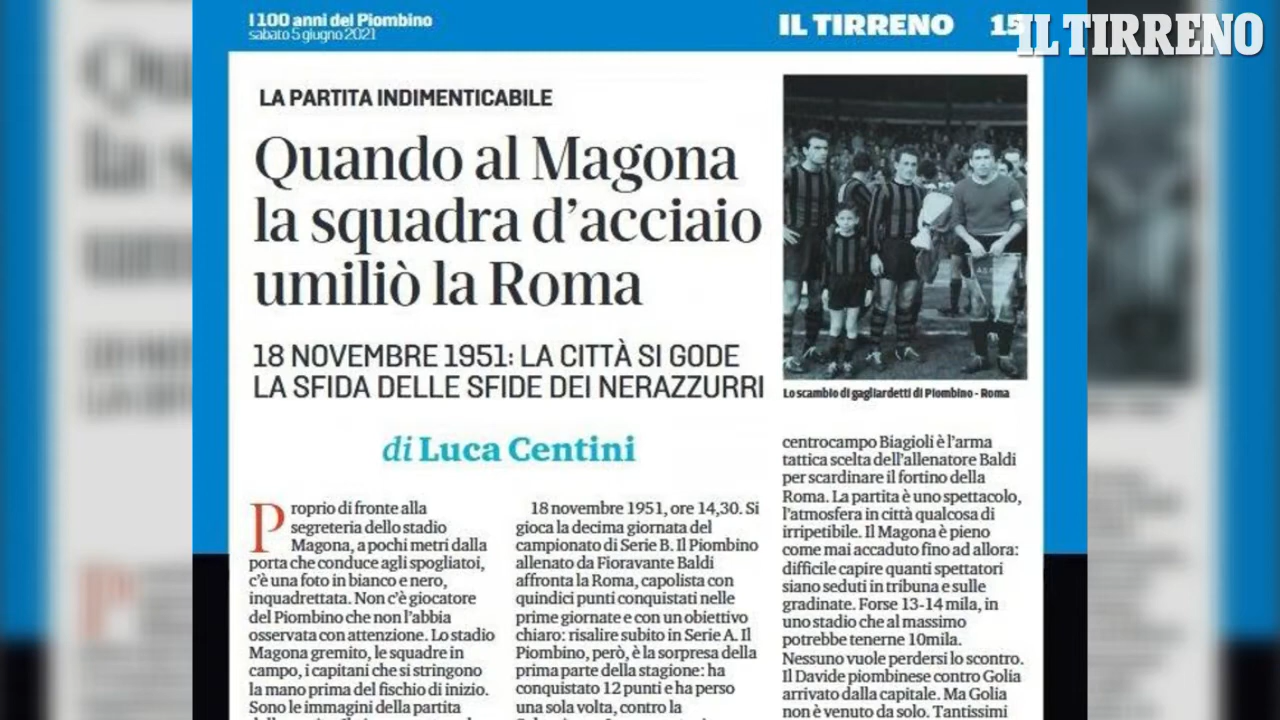 I 100 anni del Piombino
sabato 5 giugno 2021
IL TIRRENO
IL TIRRENO
LA PARTITA INDIMENTICABILE
Quando al Magona
la squadra d'acciaio
umiliò la Roma
18 NOVEMBRE 1951: LA CITTÀ SI GODE
LA SFIDA DELLE SFIDE DEI NERAZZURRI
Lo scambio di gagliardetti di Piombino - Roma
di Luca Centini
Proprio di fronte alla
segreteria dello stadio
Magona, a pochi metri dalla
porta che conduce agli spogliatoi,
c'è una foto in bianco e nero,
inquadrettata. Non c'è giocatore
del Piombino che non l'abbia
osservata con attenzione. Lo stadio
Magona gremito, le squadre in
campo, i capitani che si stringono
la mano prima del fischio di inizio.
Sono le immagini della partita
18 novembre 1951, ore 14,30. Si
gioca la decima giornata del
campionato di Serie B. Il Piombino
allenato da Fioravante Baldi
affronta la Roma, capolista con
quindici punti conquistati nelle
prime giornate e con un obiettivo
chiaro: risalire subito in Serie A. Il
Piombino, però, è la sorpresa della
prima parte della stagione: ha
conquistato 12 punti e ha perso
una sola volta, contro la
centrocampo Biagioli è l'arma
tattica scelta dell'allenatore Baldi
per scardinare il fortino della
Roma. La partita è uno spettacolo,
l'atmosfera in città qualcosa di
irripetibile. Il Magona è pieno
come mai accaduto fino ad allora:
difficile capire quanti spettatori
siano seduti in tribuna e sulle
gradinate. Forse 13-14 mila, in
uno stadio che al massimo
potrebbe tenerne 10mila.
Nessuno vuole perdersi lo scontro.
Il Davide piombinese contro Golia
arrivato dalla capitale. Ma Golia
non è venuto da solo. Tantissimi